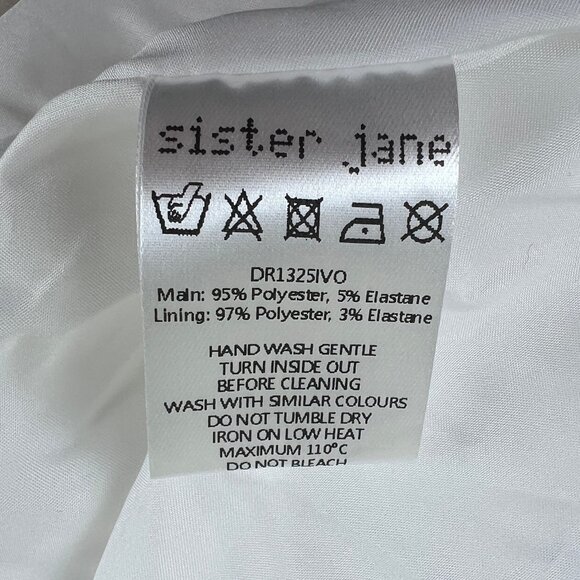 sister jane
DR1325IVO
Main: 95% Polyester, 5% Elastane
Lining: 97% Polyester, 3% Elastane
HAND WASH GENTLE
TURN INSIDE OUT
BEFORE CLEANING
WASH WITH SIMILAR COLOURS
DO NOT TUMBLE DRY
IRON ON LOW HEAT
MAXIMUM 110°C
DO NOT BLEACH